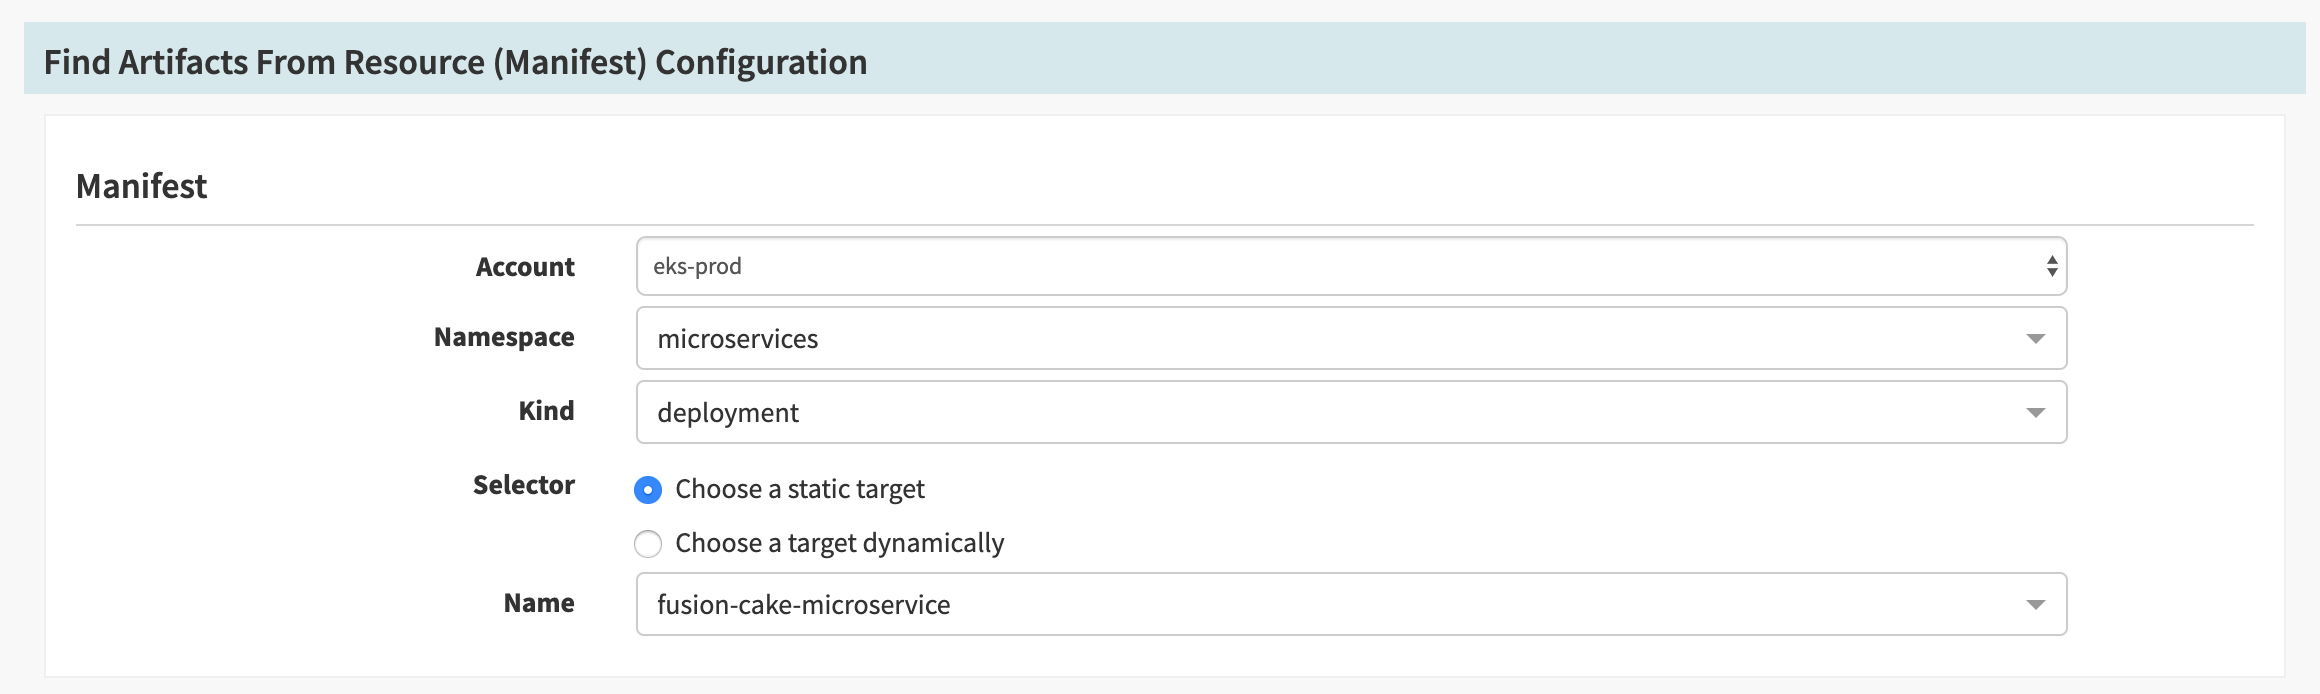 Find Artifacts From Resource (Manifest) Configuration
Manifest
Account eks-prod
Namespace microservices
Kind deployment
Selector Choose a static target
Choose a target dynamically
Name fusion-cake-microservice